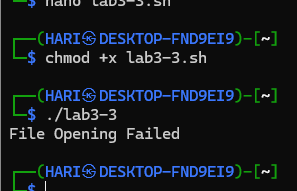 $ nano lab3-3.sh
┌──(HARI㉿DESKTOP-FND9EI9)-[~]
└─$ chmod +x lab3-3.sh
┌──(HARI㉿DESKTOP-FND9EI9)-[~]
└─$ ./lab3-3
File Opening Failed
┌──(HARI㉿DESKTOP-FND9EI9)-[~]
└─$